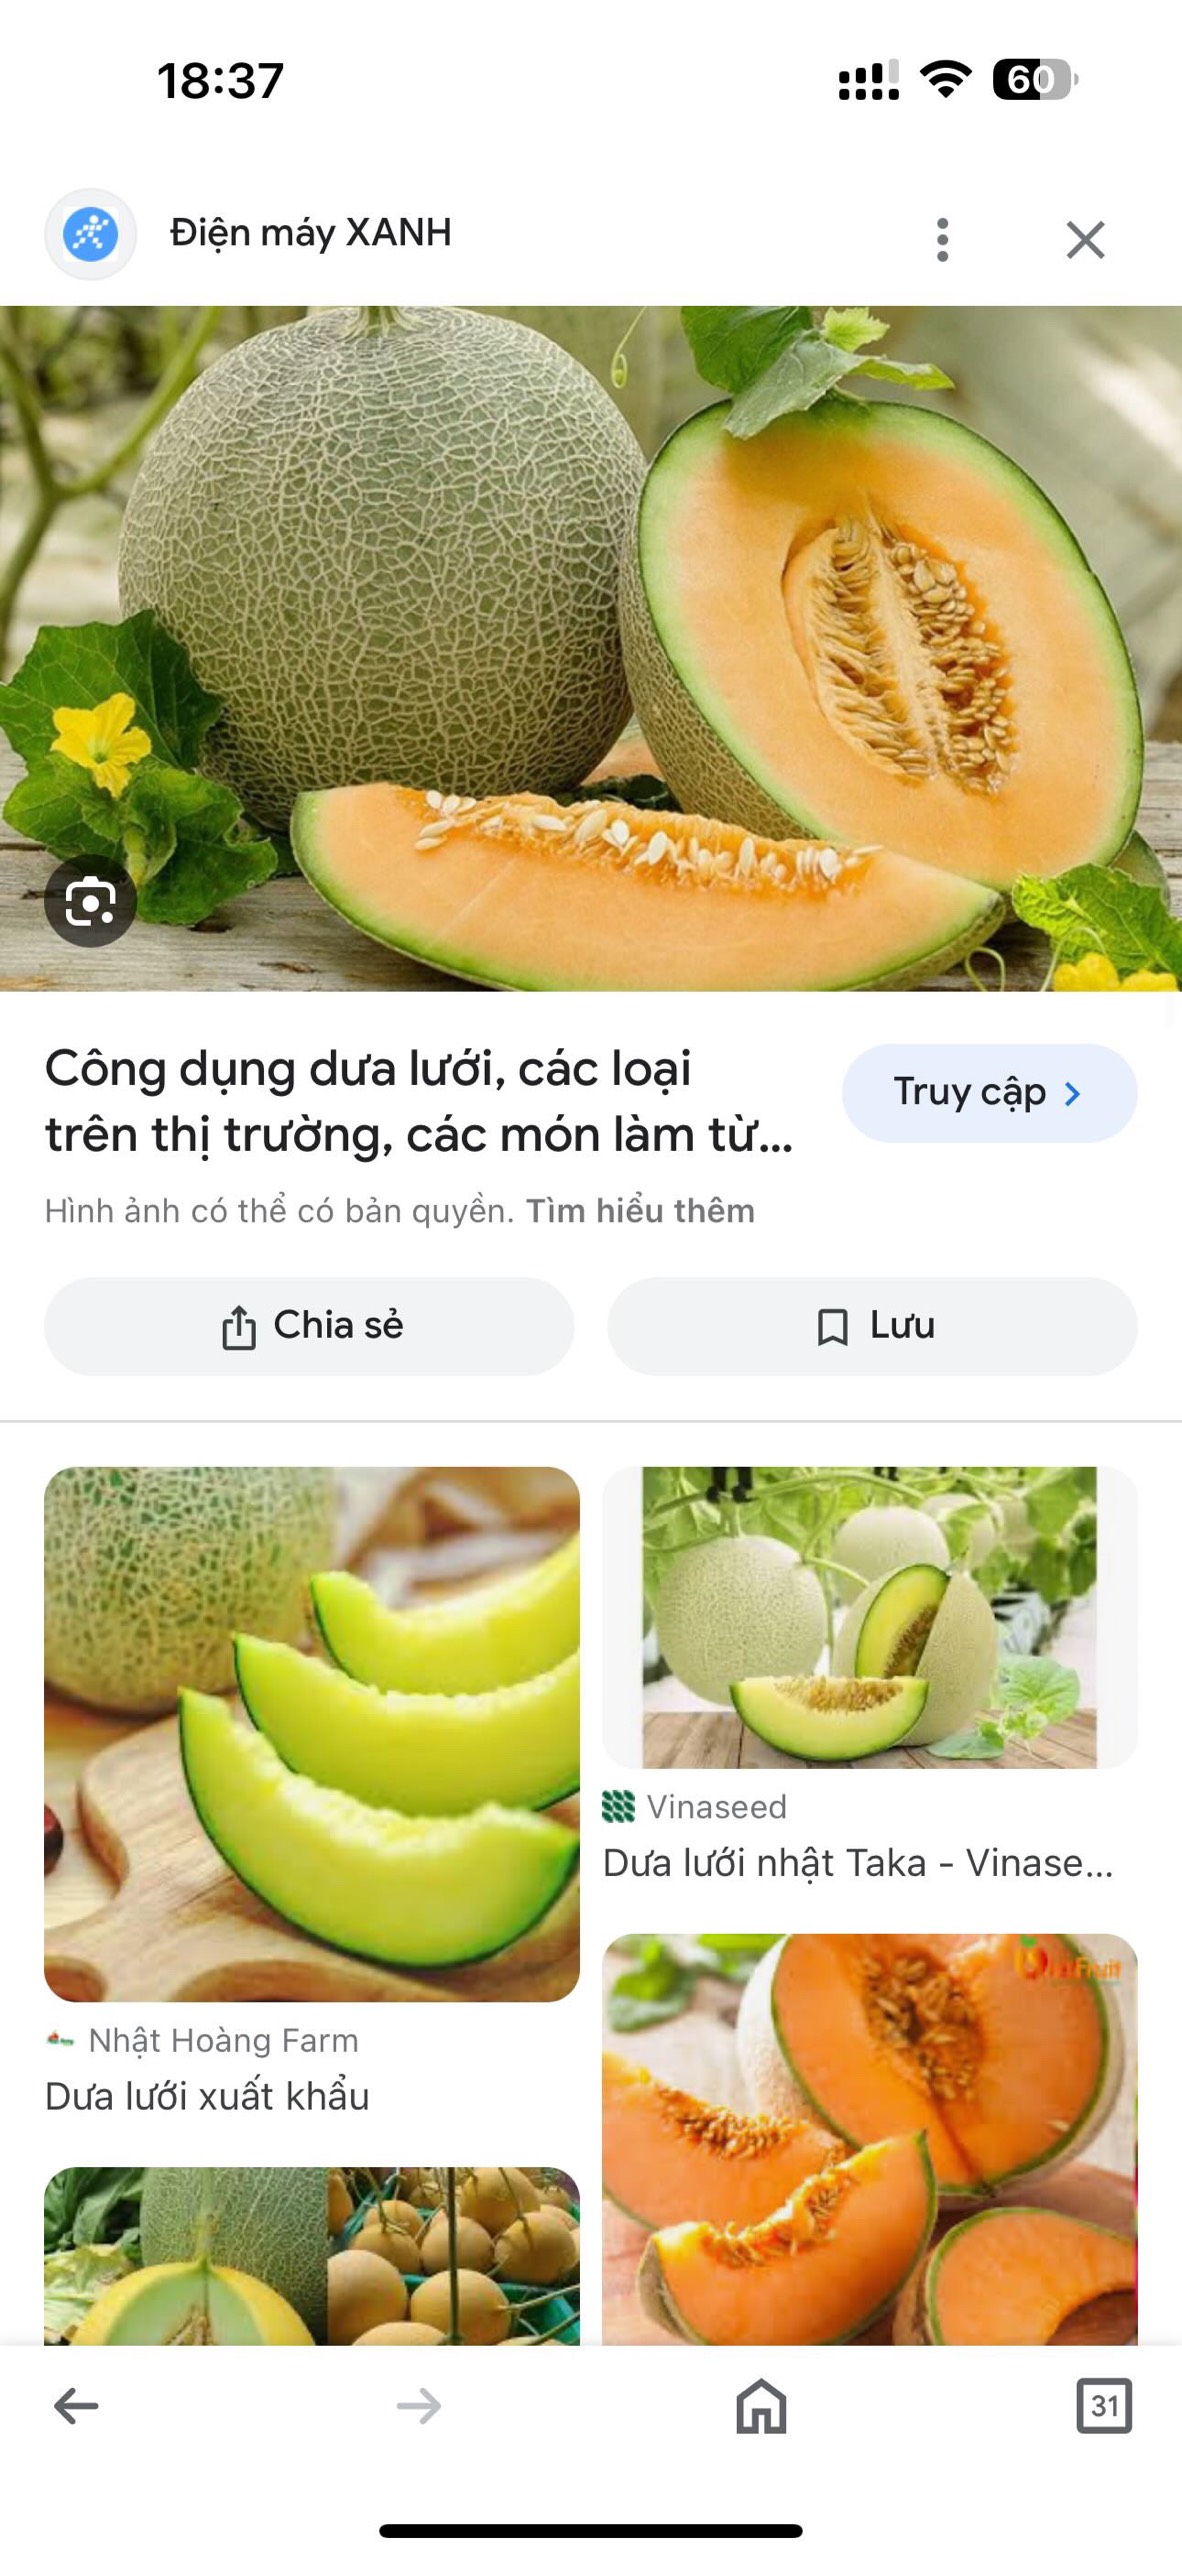 18:37
60
Điện máy XANH
Công dụng dưa lưới, các loại
trên thị trường, các món làm từ...
Truy cập
Hình ảnh có thể có bản quyền. Tìm hiểu thêm
Chia sẻ
Lưu
Vinaseed
Dưa lưới nhật Taka - Vinase...
Nhật Hoàng Farm
Dưa lưới xuất khẩu
31